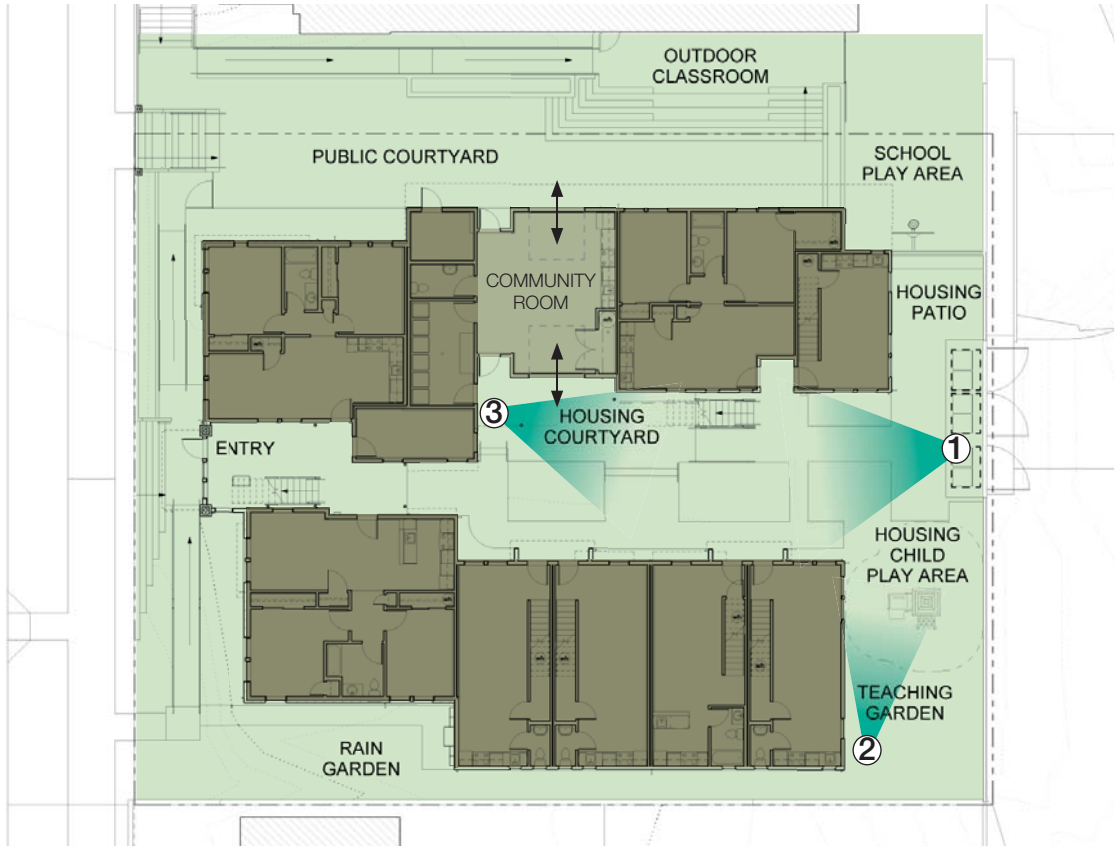 OUTDOOR
CLASSROOM
PUBLIC COURTYARD
SCHOOL
PLAY AREA
COMMUNITY
ROOM
HOUSING
PATIO
3
HOUSING
COURTYARD
1
ENTRY
HOUSING
CHILD
PLAY AREA
TEACHING
GARDEN
2
RAIN
GARDEN